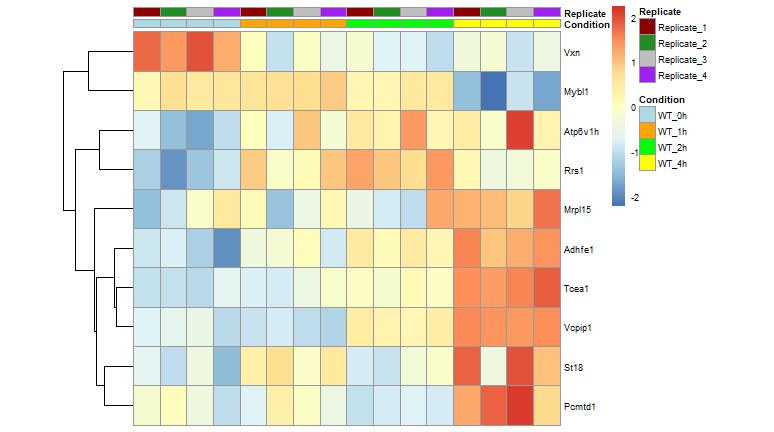 Replicate
Condition
Vxn
Mybl1
Atp6v1h
Rrs1
Mrpl15
Adhfe1
Tcea1
Vcpip1
St18
Pcmtd1
2
1
0
-1
-2
Replicate
Replicate_1
Replicate_2
Replicate_3
Replicate_4
Condition
WT_0h
WT_1h
WT_2h
WT_4h